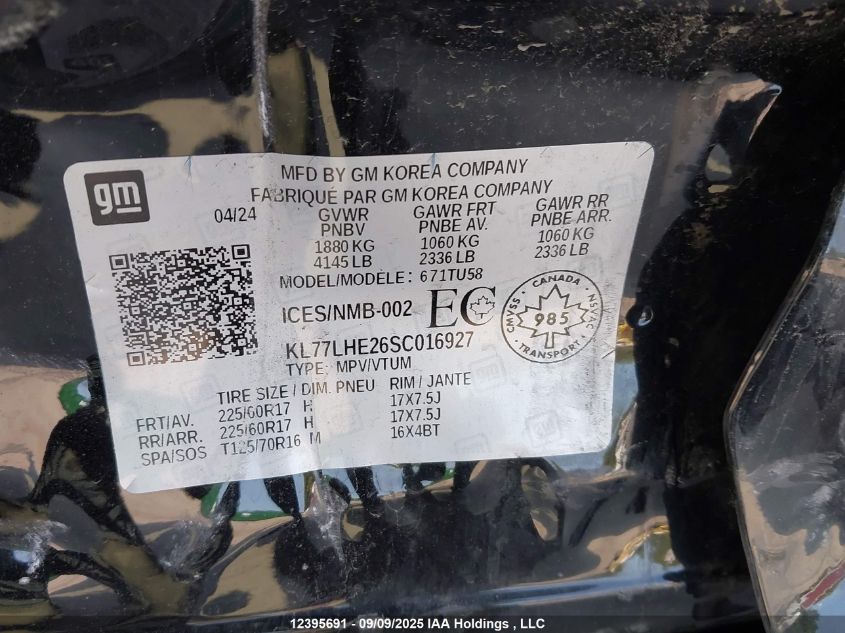 gm
MFD BY GM KOREA COMPANY
FABRIQUÉ PAR GM KOREA COMPANY
04/24
GVWR GAWR FRT GAWR RR
PNBV PNBE AV. PNBE ARR.
1880 KG 1060 KG 1060 KG
4145 LB 2336 LB 2336 LB
MODEL/MODÈLE: 671TU58
ICES/NMB-002 EC
CANADA
CMVSS 985 NSVAC
TRANSPORT
KL77LHE26SC016927
TYPE: MPV/VTUM
TIRE SIZE / DIM. PNEU RIM / JANTE
FRT/AV. 225/60R17 H 17X7.5J
RR/ARR. 225/60R17 H 17X7.5J
SPA/SOS T125/70R16 M 16X4BT
12395691 - 09/09/2025 IAA Holdings , LLC